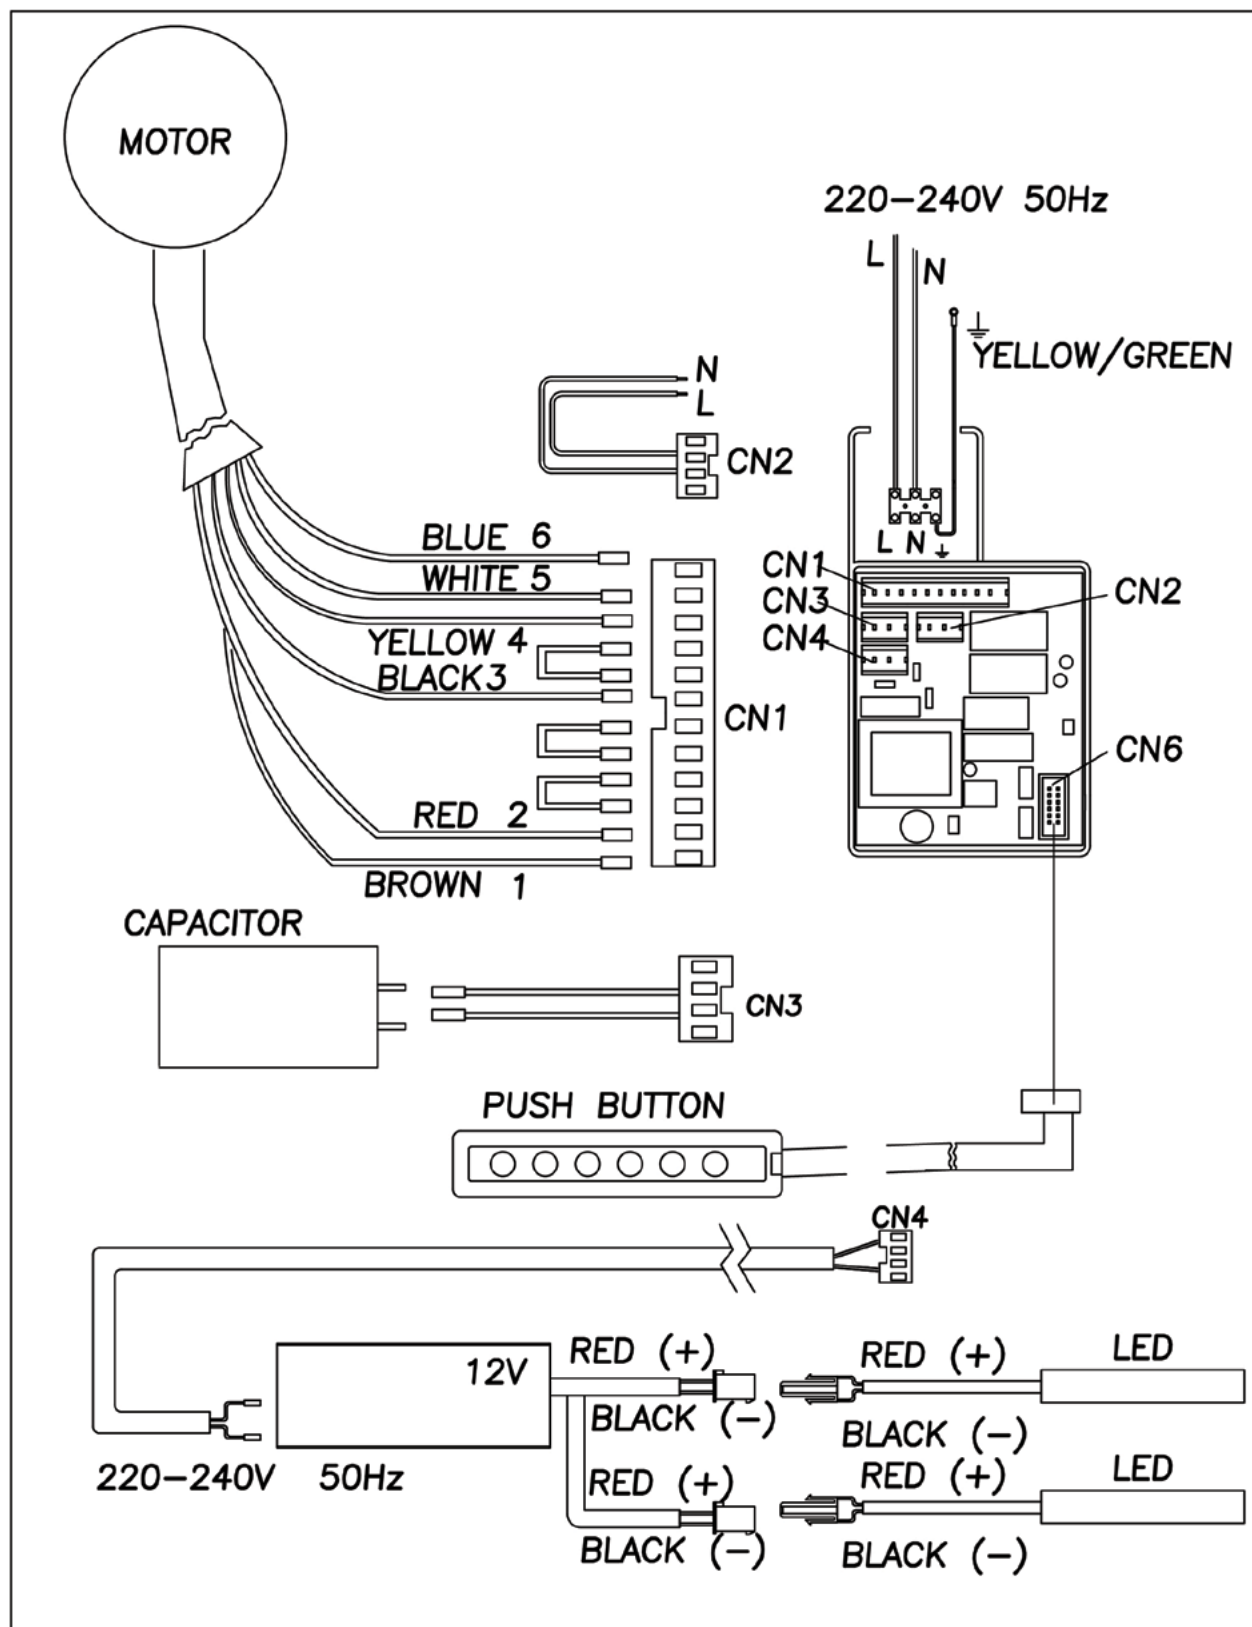 MOTOR
220-240V 50Hz
L
N
YELLOW/GREEN
N
L
CN2
L N
BLUE 6
WHITE 5
YELLOW 4
BLACK 3
CN1
RED 2
BROWN 1
CN1
CN3
CN4
CN2
CN6
CAPACITOR
CN3
PUSH BUTTON
CN4
12V
220-240V 50Hz
RED (+)
BLACK (-)
RED (+)
BLACK (-)
LED
RED (+)
BLACK (-)
RED (+)
BLACK (-)
LED